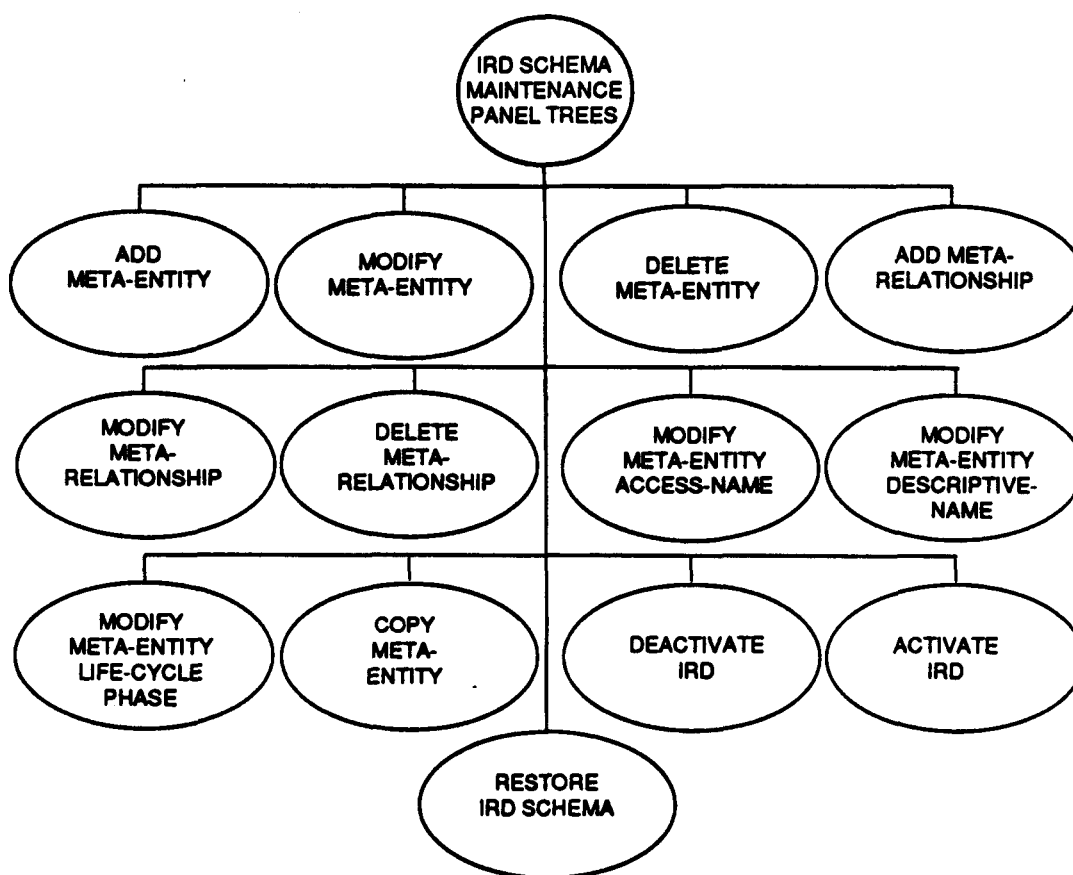 IRD SCHEMA
MAINTENANCE
PANEL TREES
ADD
META-ENTITY
MODIFY
META-ENTITY
DELETE
META-ENTITY
ADD META-
RELATIONSHIP
MODIFY
META-
RELATIONSHIP
DELETE
META-
RELATIONSHIP
MODIFY
META-ENTITY
ACCESS-NAME
MODIFY
META-ENTITY
DESCRIPTIVE-
NAME
MODIFY
META-ENTITY
LIFE-CYCLE
PHASE
COPY
META-
ENTITY
DEACTIVATE
IRD
ACTIVATE
IRD
RESTORE
IRD SCHEMA